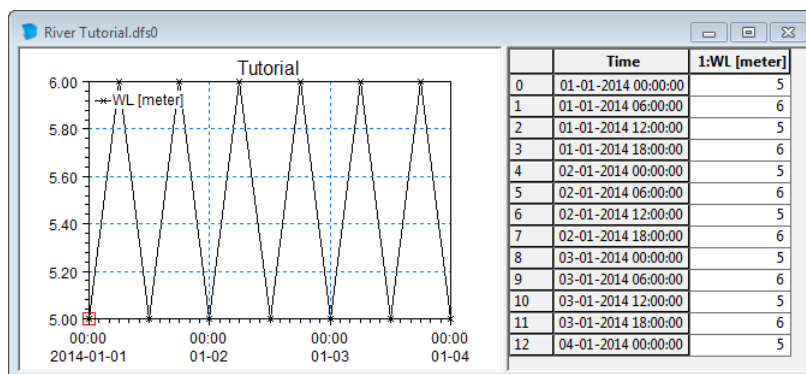 River Tutorial.dfs0
Tutorial
6.00
WL [meter]
5.80
5.60
5.40
5.20
5.00
00:00 00:00 00:00 00:00
2014-01-01 01-02 01-03 01-04
Time 1:WL [meter]
0 01-01-2014 00:00:00 5
1 01-01-2014 06:00:00 6
2 01-01-2014 12:00:00 5
3 01-01-2014 18:00:00 6
4 02-01-2014 00:00:00 5
5 02-01-2014 06:00:00 6
6 02-01-2014 12:00:00 5
7 02-01-2014 18:00:00 6
8 03-01-2014 00:00:00 5
9 03-01-2014 06:00:00 6
10 03-01-2014 12:00:00 5
11 03-01-2014 18:00:00 6
12 04-01-2014 00:00:00 5